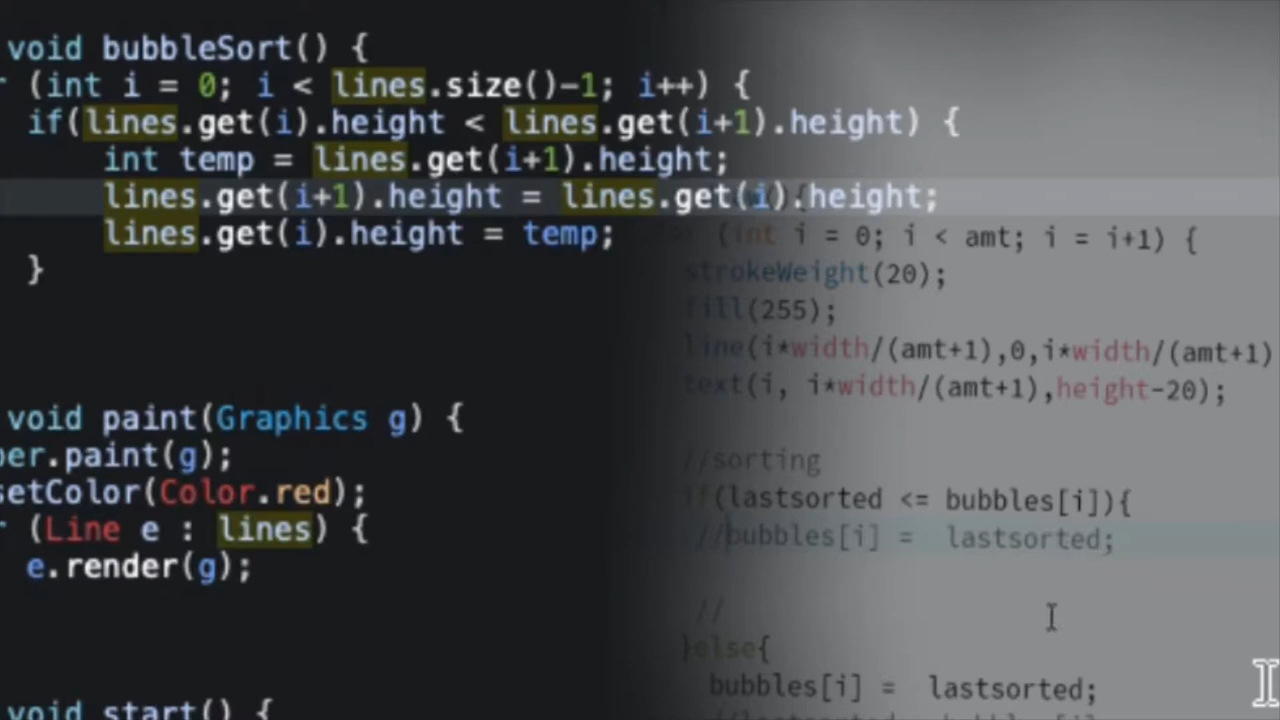 void bubbleSort() {
(int i = 0; i < lines.size()-1; i++) {
if(lines.get(i).height < lines.get(i+1).height) {
int temp = lines.get(i+1).height;
lines.get(i+1).height = lines.get(i).height;
lines.get(i).height = temp;
}
void paint(Graphics g) {
per.paint(g);
setColor(Color.red);
(Line e : lines) {
e.render(g);
void start() {
{
for (int i = 0; i < amt; i = i+1) {
strokeWeight(20);
fill(255);
line(i*width/(amt+1),0,i*width/(amt+1)
text(i, i*width/(amt+1),height-20);
//sorting
if(lastsorted <= bubbles[i]){
//bubbles[i] = lastsorted;
//
}else{
bubbles[i] = lastsorted;